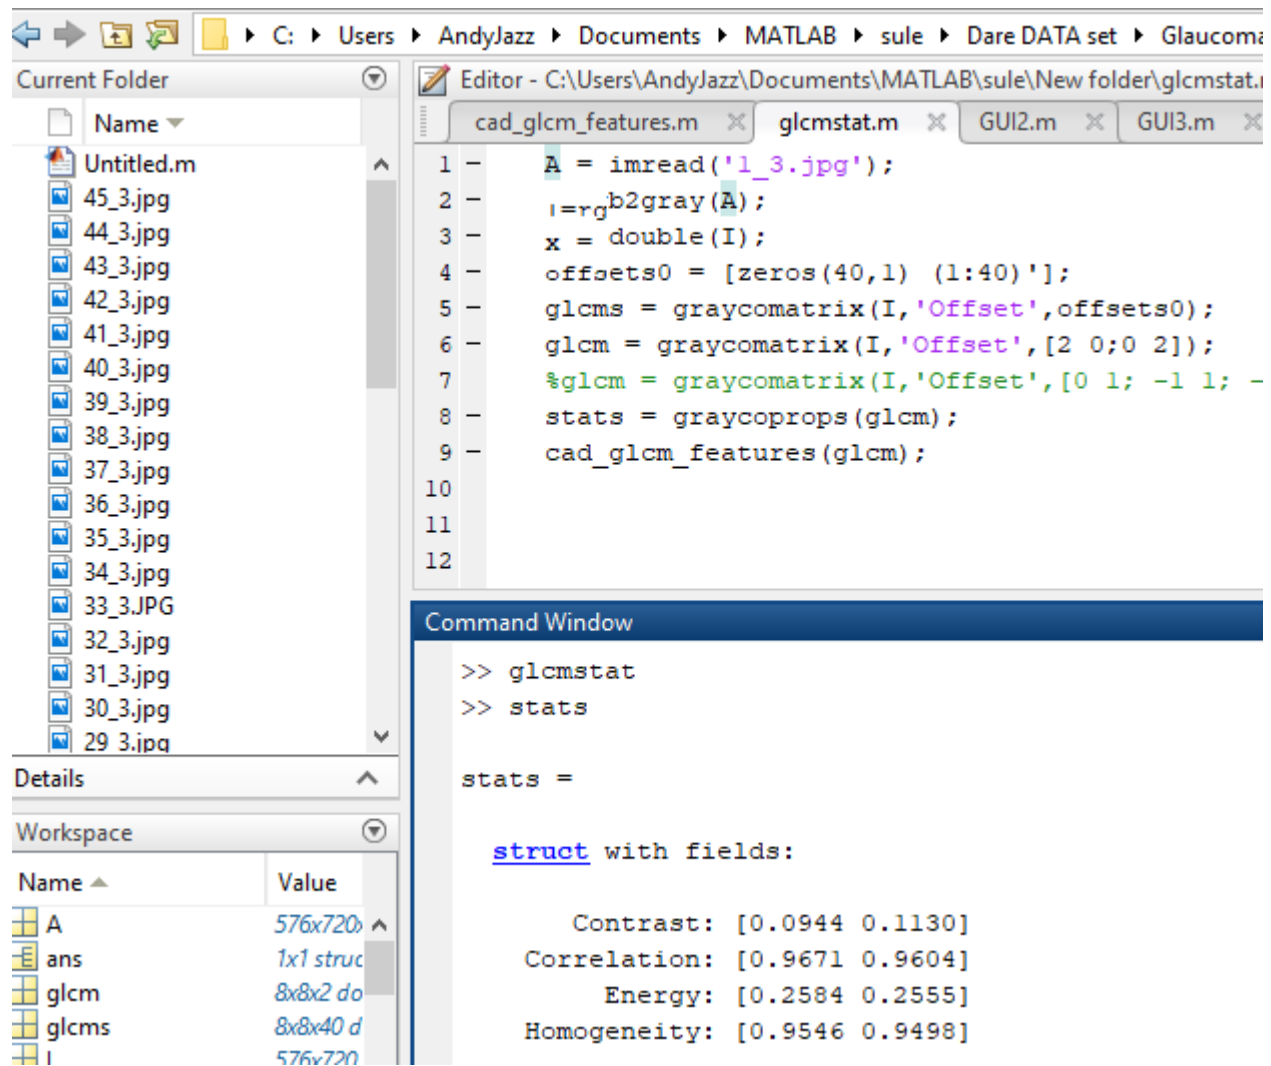 C: Users AndyJazz Documents MATLAB sule Dare DATA set Glaucoma
Current Folder
Name
Untitled.m
45_3.jpg
44_3.jpg
43_3.jpg
42_3.jpg
41_3.jpg
40_3.jpg
39_3.jpg
38_3.jpg
37_3.jpg
36_3.jpg
35_3.jpg
34_3.jpg
33_3.JPG
32_3.jpg
31_3.jpg
30_3.jpg
29_3.jpg
Details
Workspace
Name Value
A 576x720x
ans 1x1 struc
glcm 8x8x2 do
glcms 8x8x40 d
I 576x720
Editor - C:\Users\AndyJazz\Documents\MATLAB\sule\New folder\glcmstat.
cad_glcm_features.m glcmstat.m GUI2.m GUI3.m
1 A = imread('1_3.jpg');
2 I=rgb2gray(A);
3 x = double(I);
4 offsets0 = [zeros(40,1) (1:40)'];
5 glcms = graycomatrix(I,'Offset',offsets0);
6 glcm = graycomatrix(I,'Offset',[2 0;0 2]);
7 %glcm = graycomatrix(I,'Offset',[0 1; -1 1; -
8 stats = graycoprops(glcm);
9 cad_glcm_features(glcm);
10
11
12
Command Window
>> glcmstat
>> stats
stats =
struct with fields:
Contrast: [0.0944 0.1130]
Correlation: [0.9671 0.9604]
Energy: [0.2584 0.2555]
Homogeneity: [0.9546 0.9498]